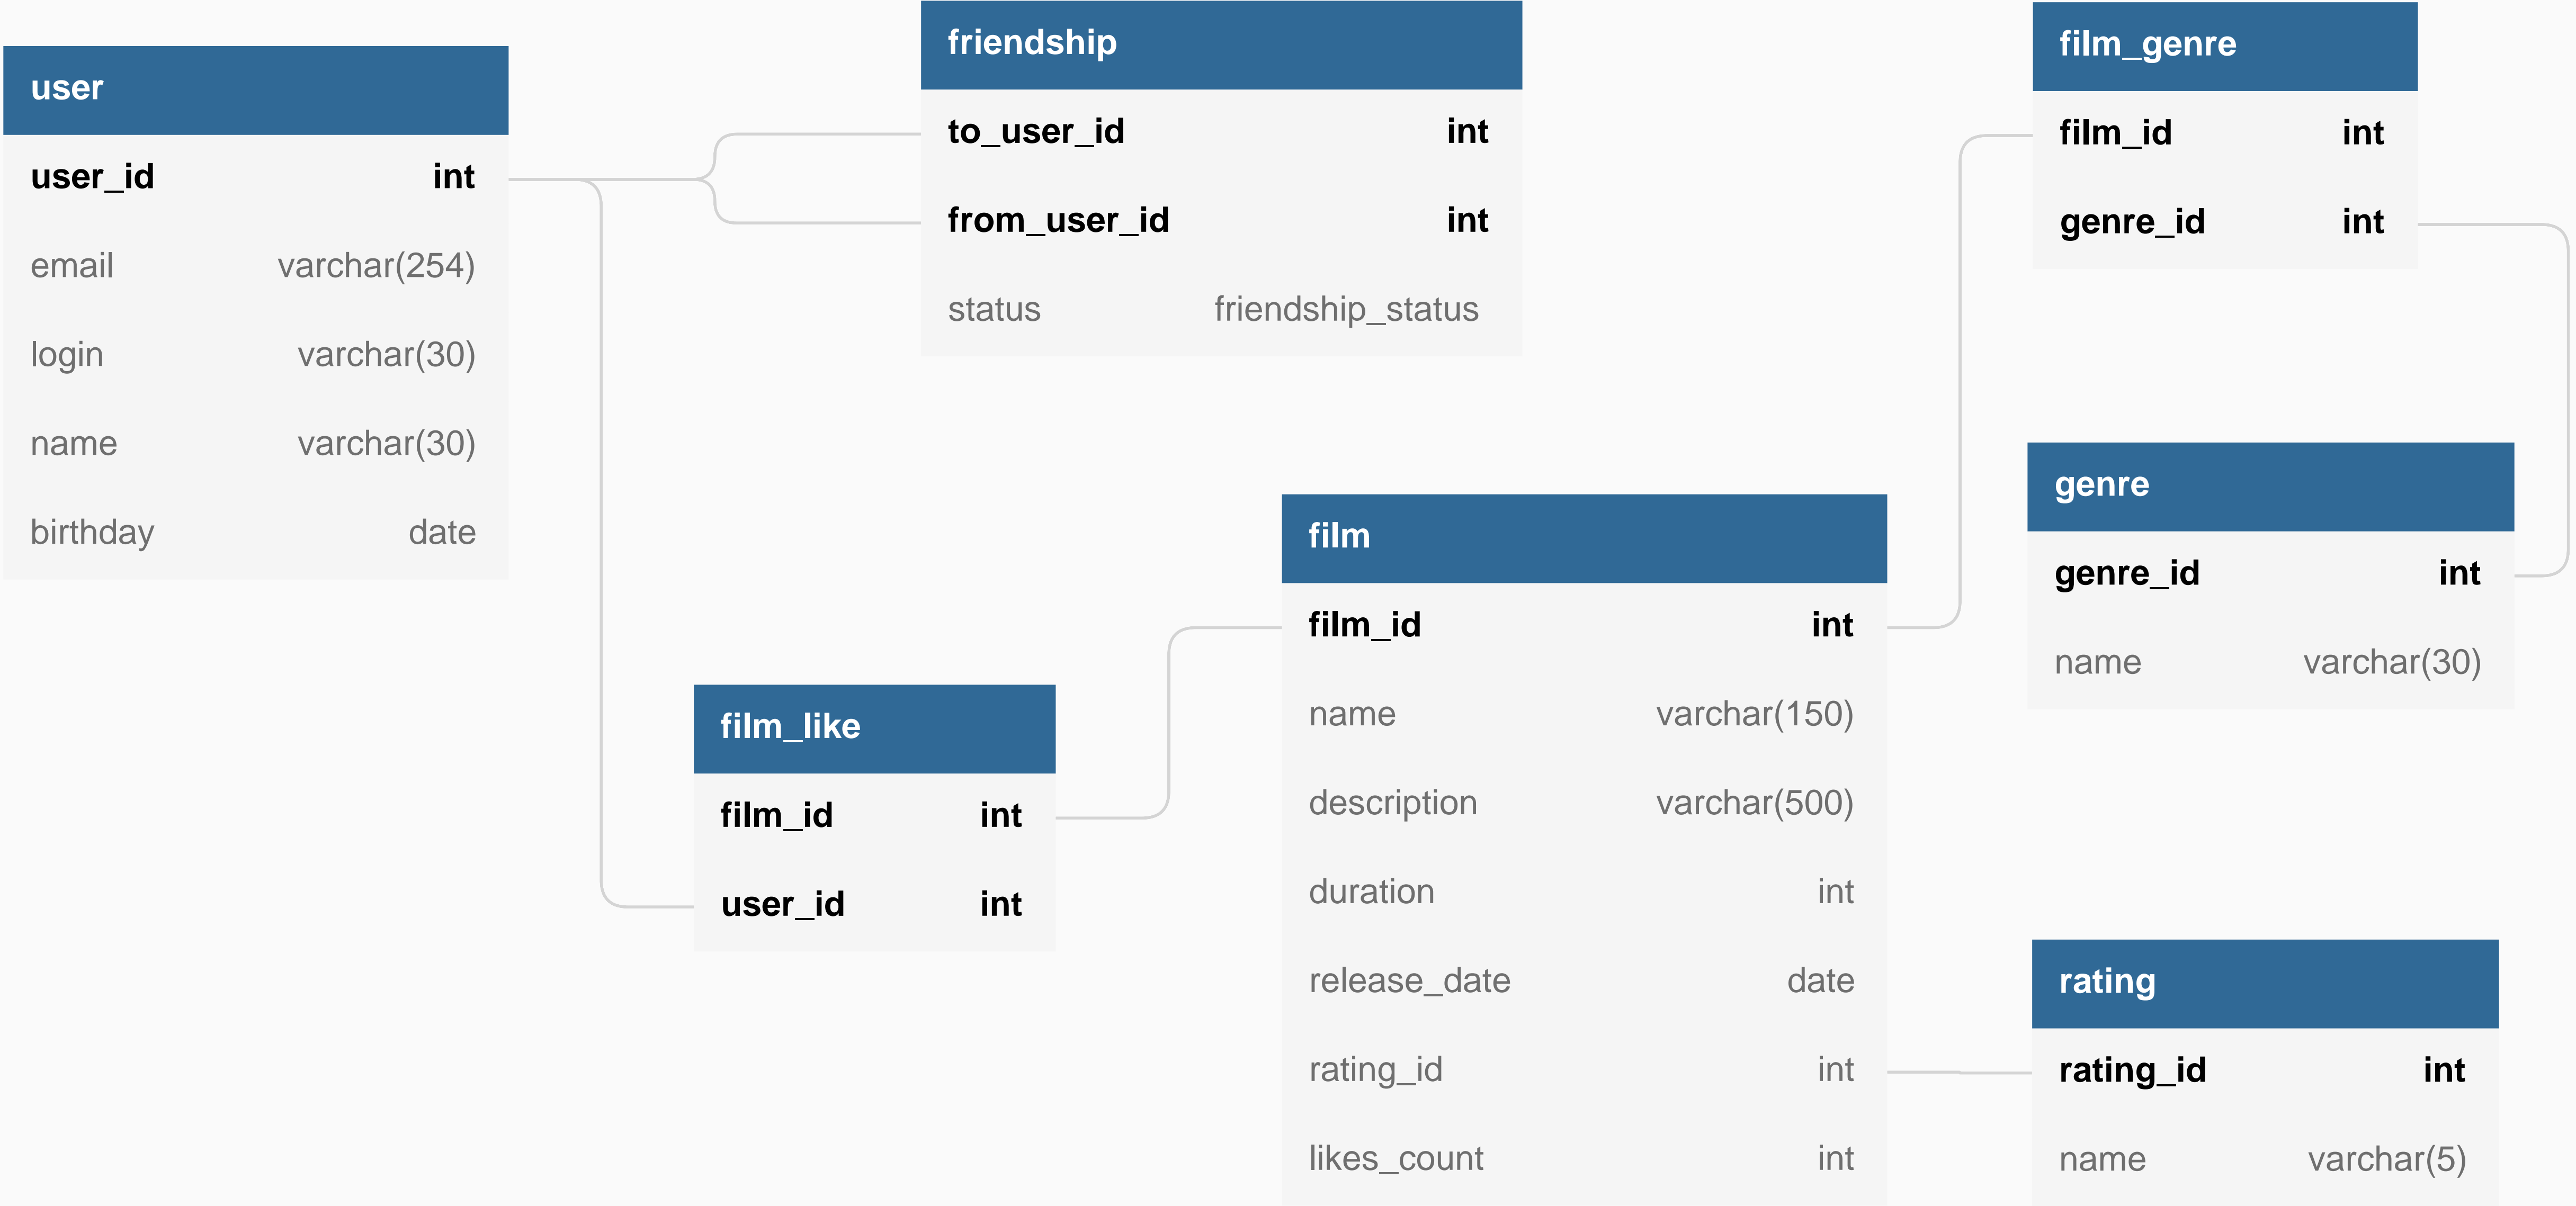 user
user_id int
email varchar(254)
login varchar(30)
name varchar(30)
birthday date
friendship
to_user_id int
from_user_id int
status friendship_status
film_genre
film_id int
genre_id int
genre
genre_id int
name varchar(30)
film
film_id int
name varchar(150)
description varchar(500)
duration int
release_date date
rating_id int
likes_count int
film_like
film_id int
user_id int
rating
rating_id int
name varchar(5)